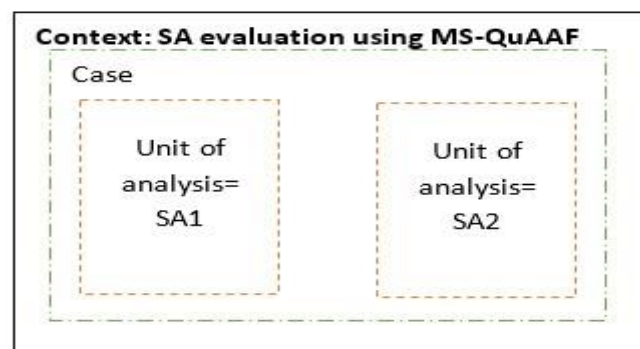 Context: SA evaluation using MS-QuAAF
Case
Unit of
analysis=
SA1
Unit of
analysis=
SA2